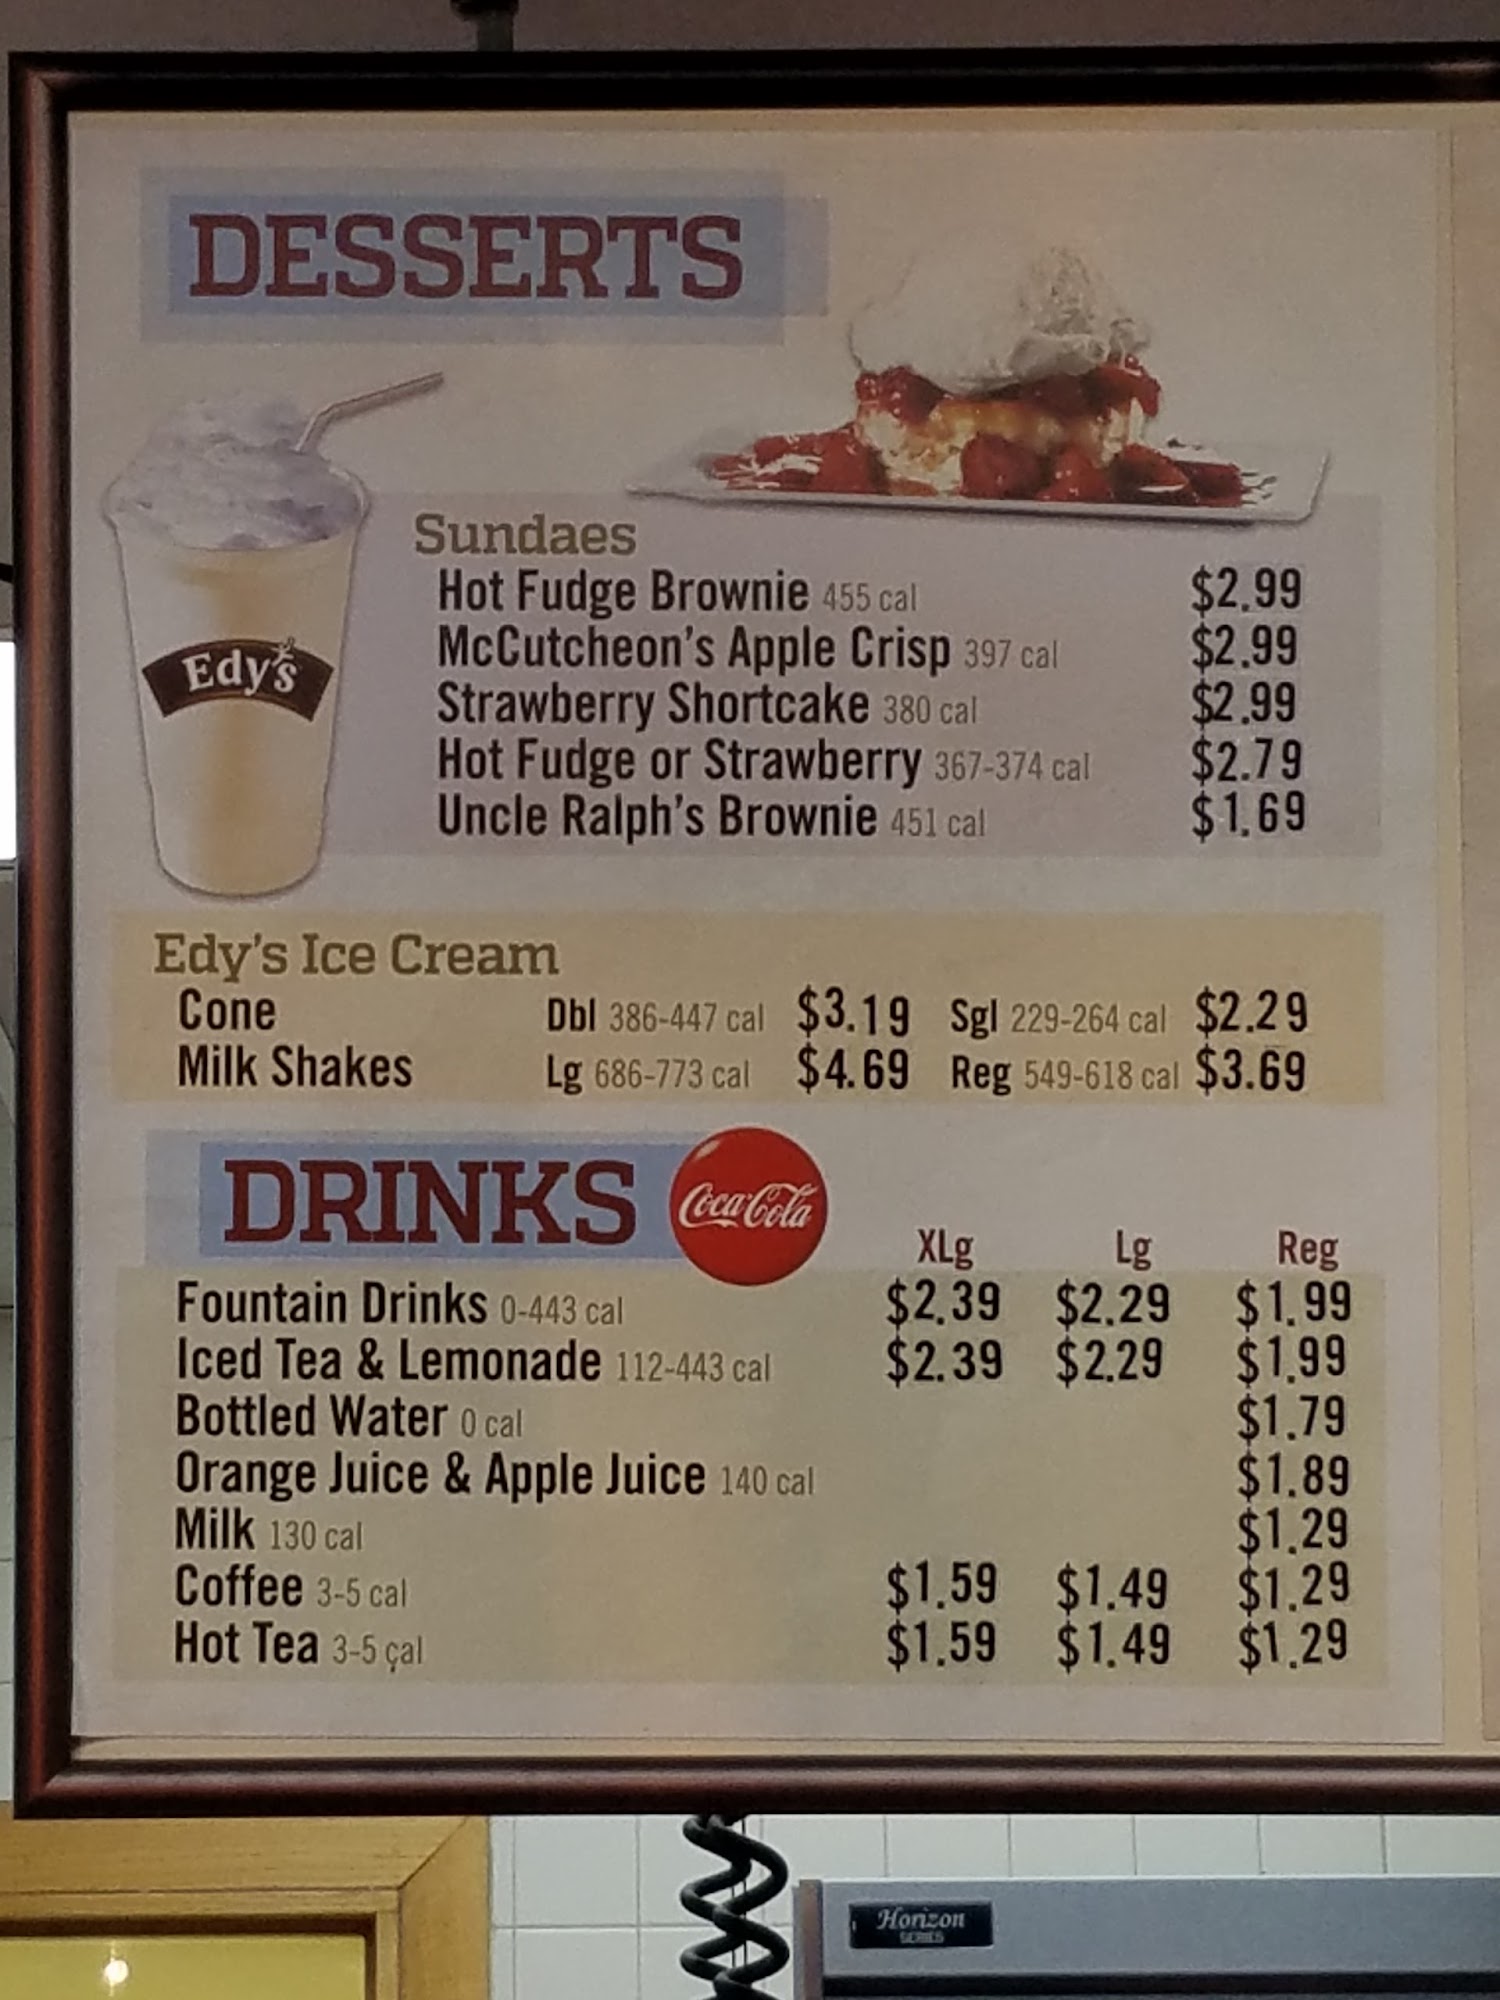 DESSERTS
Edy's
Sundaes
Hot Fudge Brownie 455 cal $2.99
McCutcheon's Apple Crisp 397 cal $2.99
Strawberry Shortcake 380 cal $2.99
Hot Fudge or Strawberry 367-374 cal $2.79
Uncle Ralph's Brownie 451 cal $1.69
Edy's Ice Cream
Cone Dbl 386-447 cal $3.19 Sgl 229-264 cal $2.29
Milk Shakes Lg 686-773 cal $4.69 Reg 549-618 cal $3.69
DRINKS Coca-Cola
XLg Lg Reg
Fountain Drinks 0-443 cal $2.39 $2.29 $1.99
Iced Tea & Lemonade 112-443 cal $2.39 $2.29 $1.99
Bottled Water 0 cal $1.79
Orange Juice & Apple Juice 140 cal $1.89
Milk 130 cal $1.29
Coffee 3-5 cal $1.59 $1.49 $1.29
Hot Tea 3-5 cal $1.59 $1.49 $1.29
Horizon
SERIES